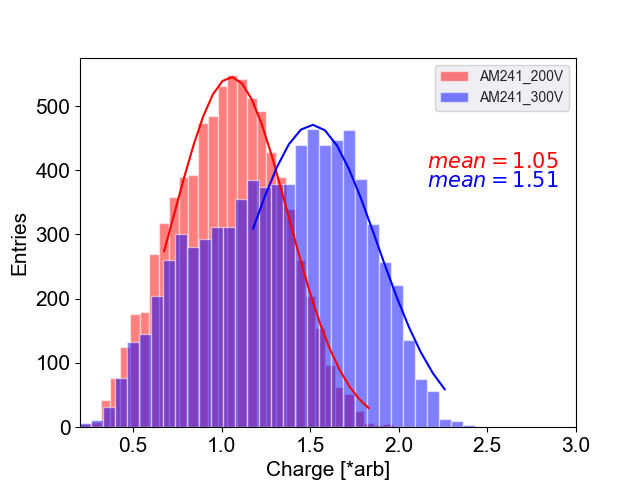 AM241_200V
AM241_300V
mean = 1.05
mean = 1.51
Entries
500
400
300
200
100
0
0.5 1.0 1.5 2.0 2.5 3.0
Charge [*arb]